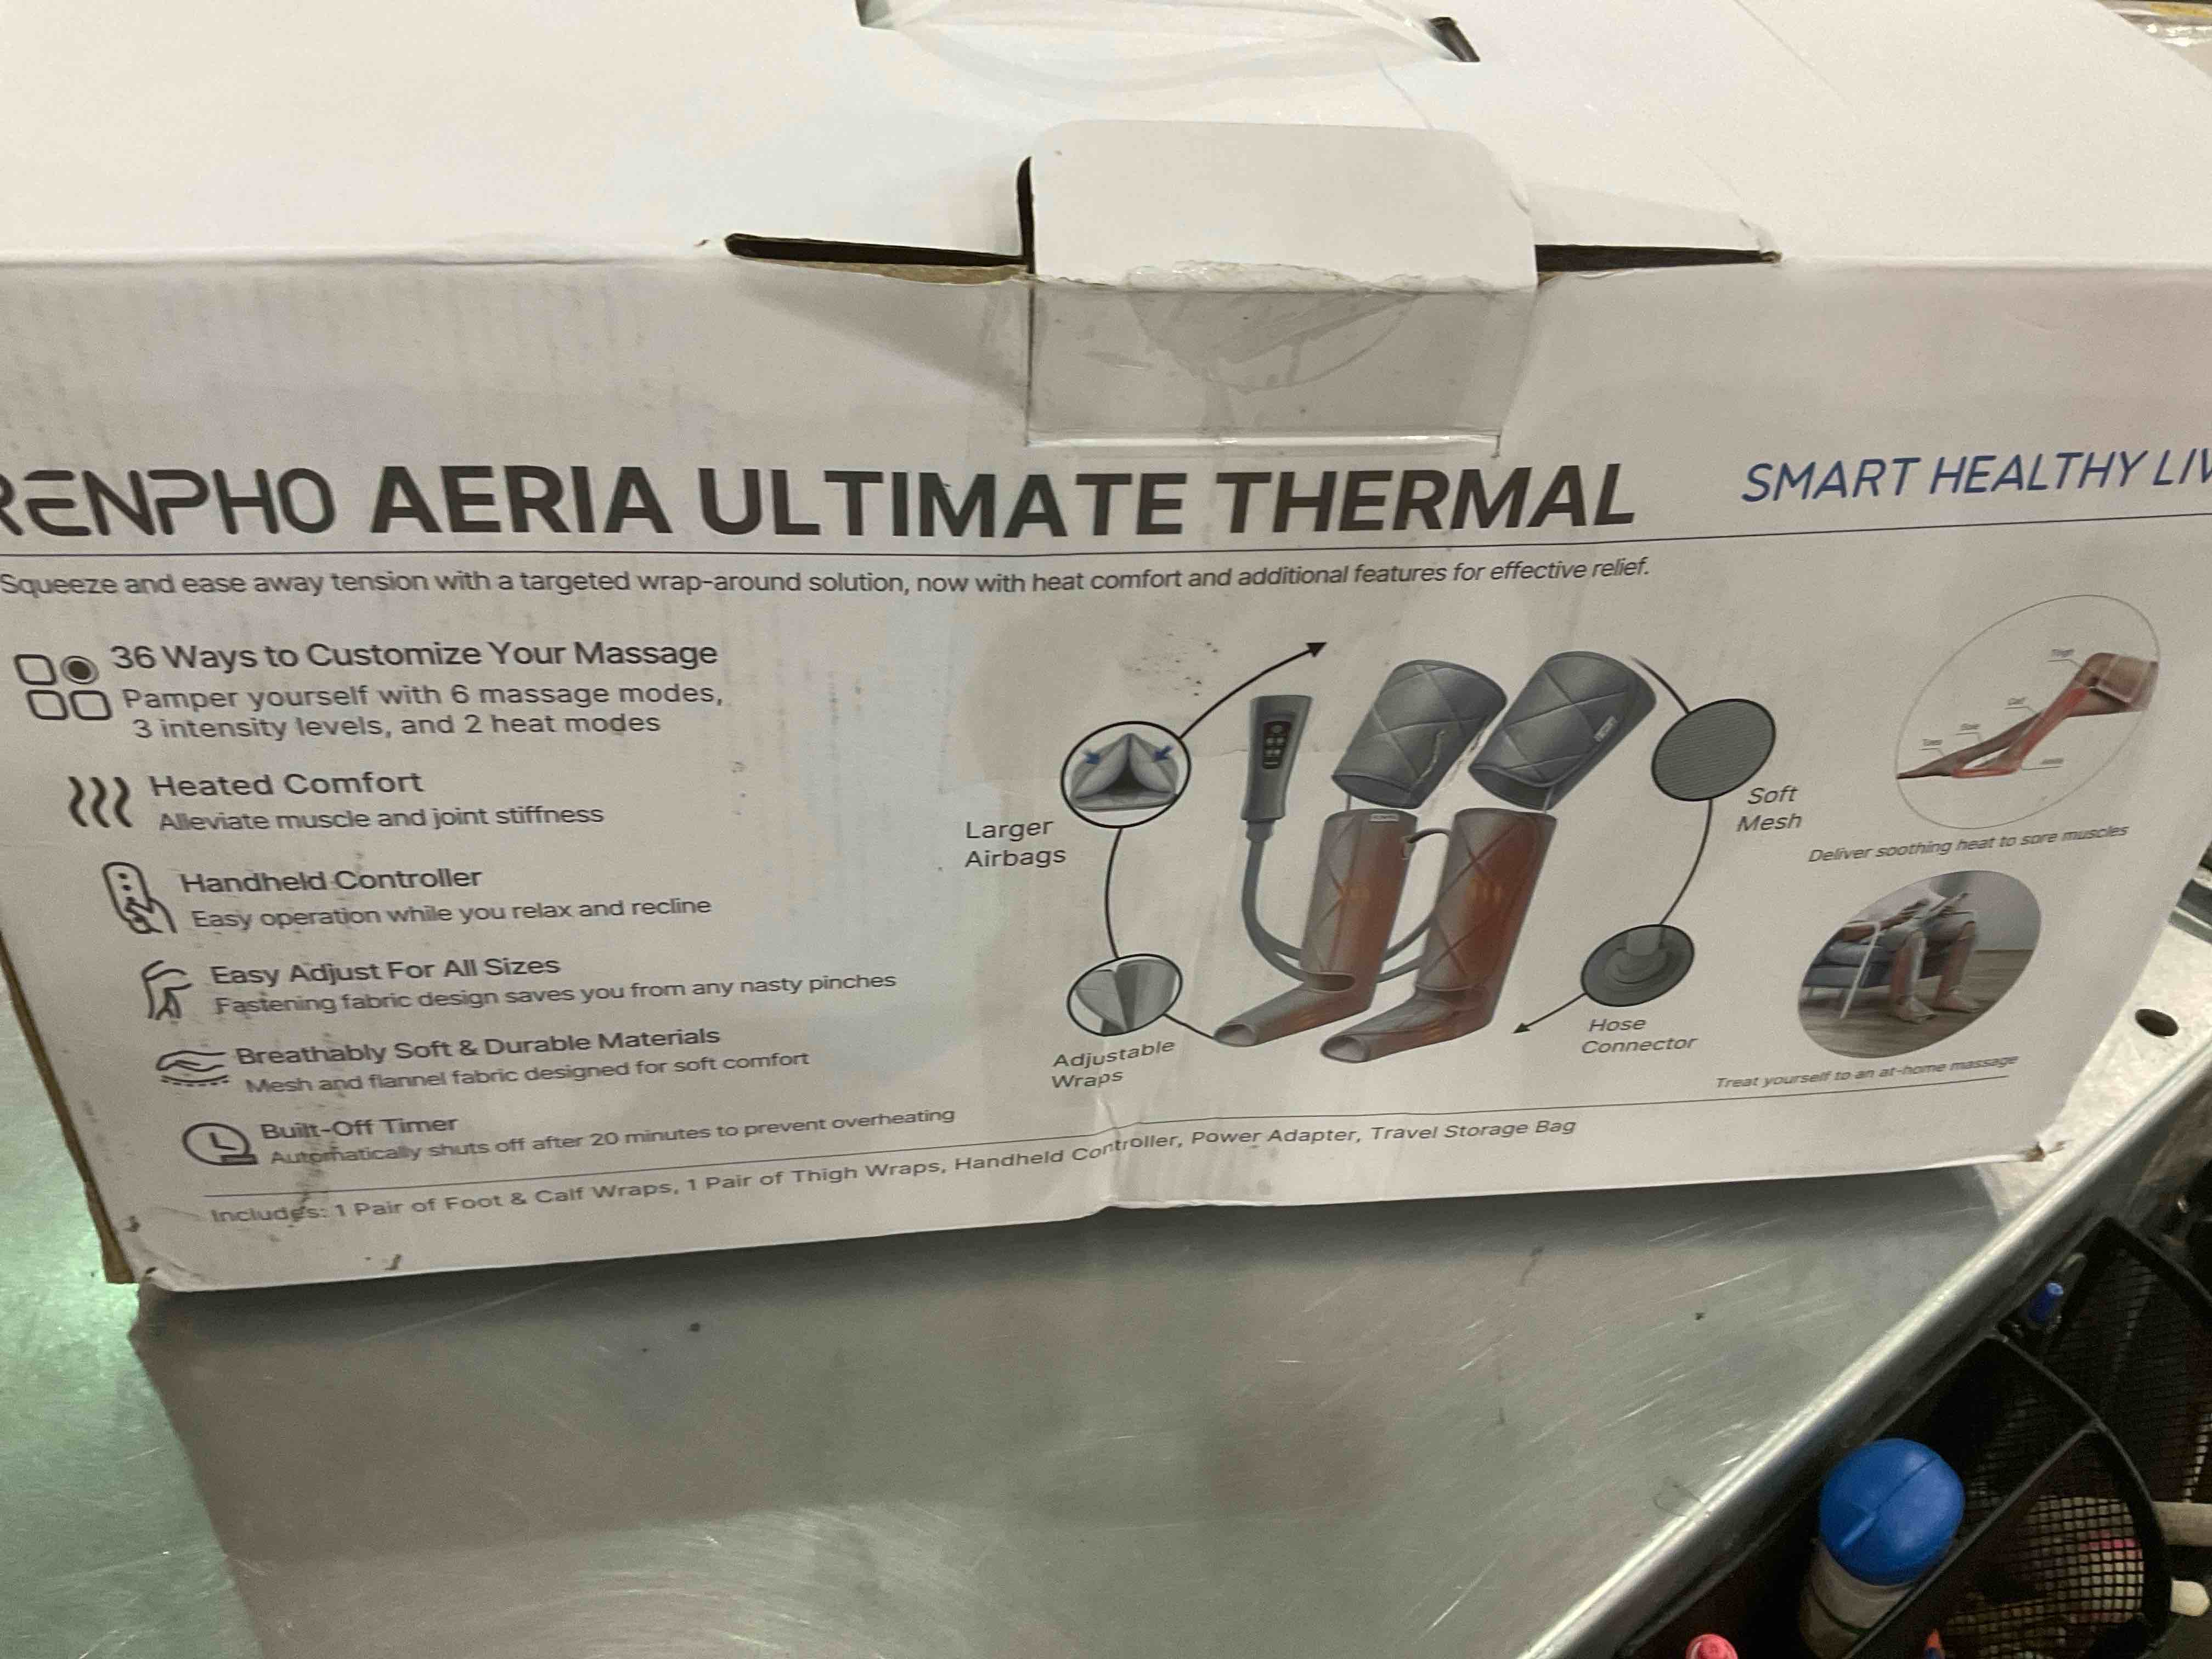 RENPHO AERIA ULTIMATE THERMAL
SMART HEALTHY LIV
Squeeze and ease away tension with a targeted wrap-around solution, now with heat comfort and additional features for effective relief.
36 Ways to Customize Your Massage
Pamper yourself with 6 massage modes,
3 intensity levels, and 2 heat modes
Heated Comfort
Alleviate muscle and joint stiffness
Handheld Controller
Easy operation while you relax and recline
Easy Adjust For All Sizes
Fastening fabric design saves you from any nasty pinches
Breathably Soft & Durable Materials
Mesh and flannel fabric designed for soft comfort
Built-Off Timer
Automatically shuts off after 20 minutes to prevent overheating
Larger
Airbags
Adjustable
Wraps
Soft
Mesh
Hose
Connector
Thigh
Calf
Deliver soothing heat to sore muscles
Treat yourself to an at-home massage
Includes: 1 Pair of Foot & Calf Wraps, 1 Pair of Thigh Wraps, Handheld Controller, Power Adapter, Travel Storage Bag